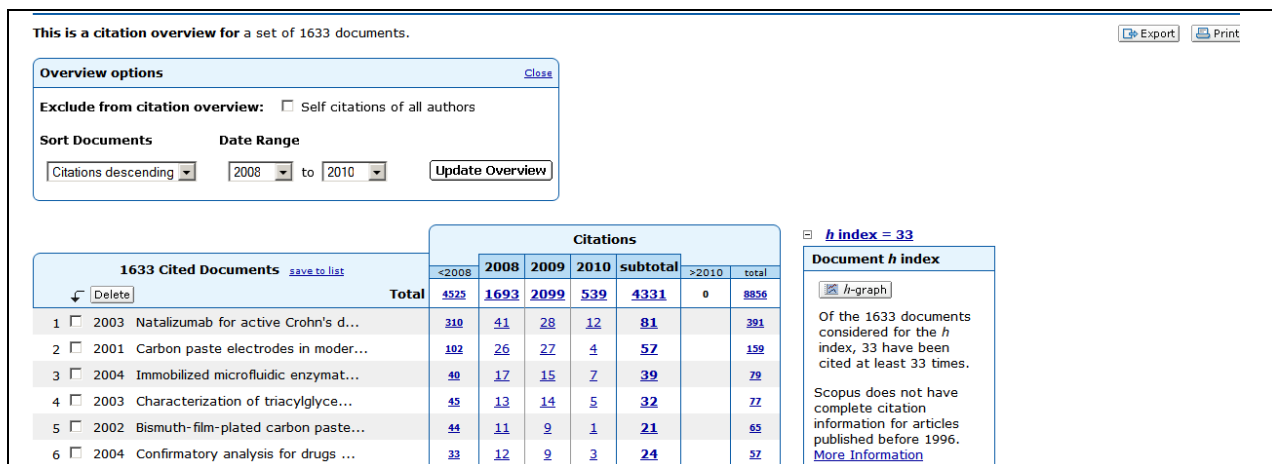 This is a citation overview for a set of 1633 documents.
Export Print
Overview options Close
Exclude from citation overview: Self citations of all authors
Sort Documents Date Range
Citations descending 2008 to 2010 Update Overview
Citations
1633 Cited Documents save to list <2008 2008 2009 2010 subtotal >2010 total
Delete Total 4525 1693 2099 539 4331 0 8856
1 2003 Natalizumab for active Crohn's d... 310 41 28 12 81 391
2 2001 Carbon paste electrodes in moder... 102 26 27 4 57 159
3 2004 Immobilized microfluidic enzymat... 40 17 15 7 39 79
4 2003 Characterization of triacylglyce... 45 13 14 5 32 77
5 2002 Bismuth-film-plated carbon paste... 44 11 9 1 21 65
6 2004 Confirmatory analysis for drugs ... 33 12 9 3 24 57
h index = 33
Document h index
h-graph
Of the 1633 documents
considered for the h
index, 33 have been
cited at least 33 times.
Scopus does not have
complete citation
information for articles
published before 1996.
More Information